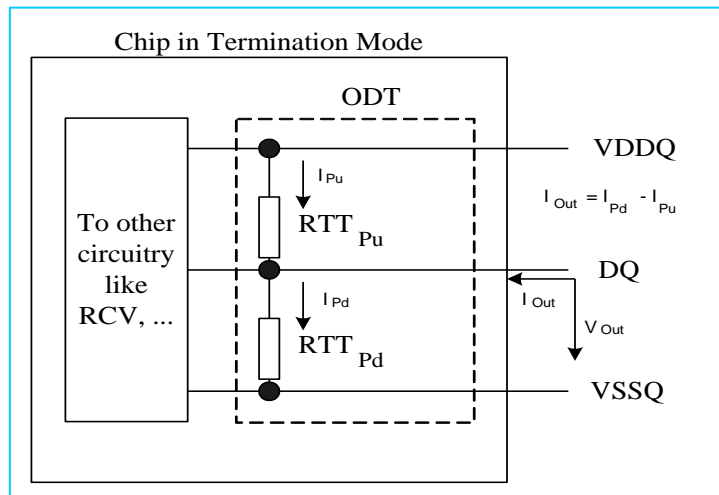 Chip in Termination Mode
ODT
VDDQ
I Pu
I Out = I Pd - I Pu
RTT Pu
To other
circuitry
like
RCV, ...
DQ
I Out
I Pd
V Out
RTT Pd
VSSQ